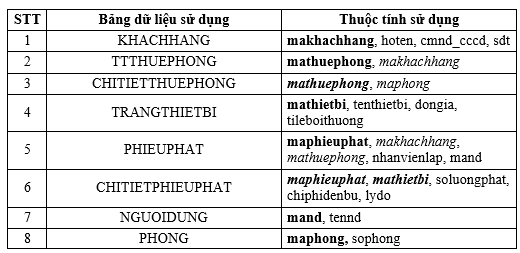 STT Bảng dữ liệu sử dụng Thuộc tính sử dụng
1 KHACHHANG makhachhang, hoten, cmnd_cccd, sdt
2 TTTHUEPHONG mathuephong, makhachhang
3 CHITIETTHUEPHONG mathuephong, maphong
4 TRANGTHIETBI mathietbi, tenthietbi, dongia,
tileboithuong
5 PHIEUPHAT maphieuphat, makhachhang,
mathuephong, nhanvienlap, mand
6 CHITIETPHIEUPHAT maphieuphat, mathietbi, soluongphat,
chiphidenbu, lydo
7 NGUOIDUNG mand, tennd
8 PHONG maphong, sophong